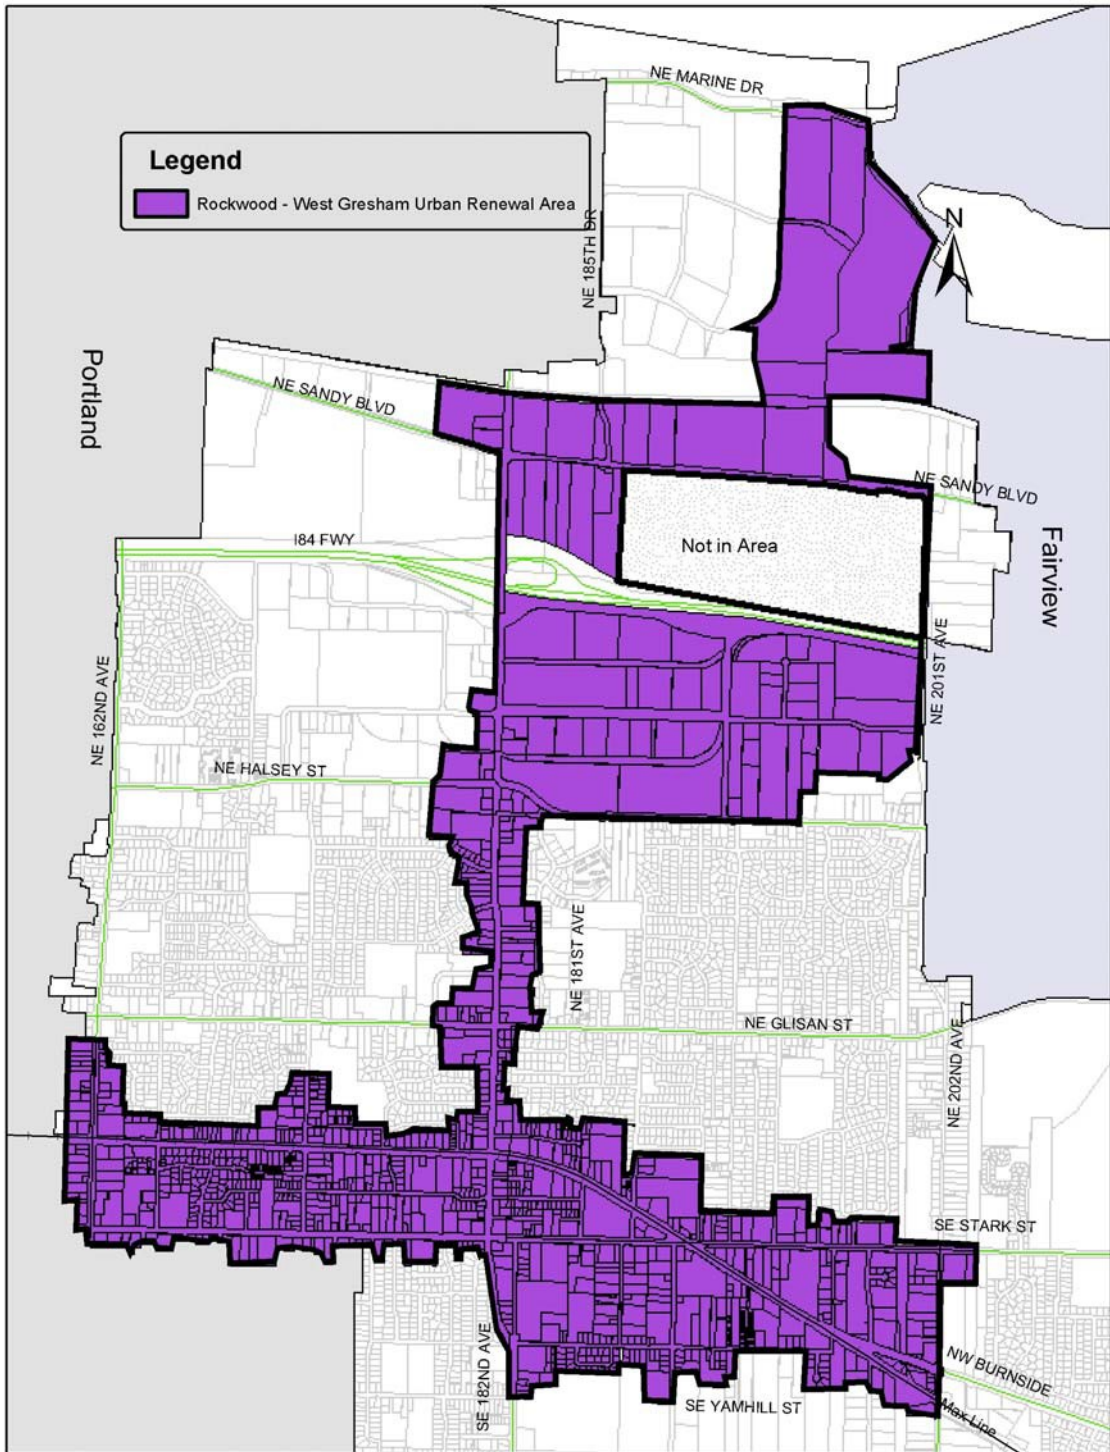 NE MARINE DR
Legend
Rockwood - West Gresham Urban Renewal Area
N
NE 185TH DR
Portland
NE SANDY BLVD
NE SANDY BLVD
Not in Area
Fairview
I84 FWY
NE 201ST AVE
NE 162ND AVE
NE HALSEY ST
NE 181ST AVE
NE GLISAN ST
NE 202ND AVE
SE STARK ST
SE 182ND AVE
NW BURNSIDE
SE YAMHILL ST
Max Line